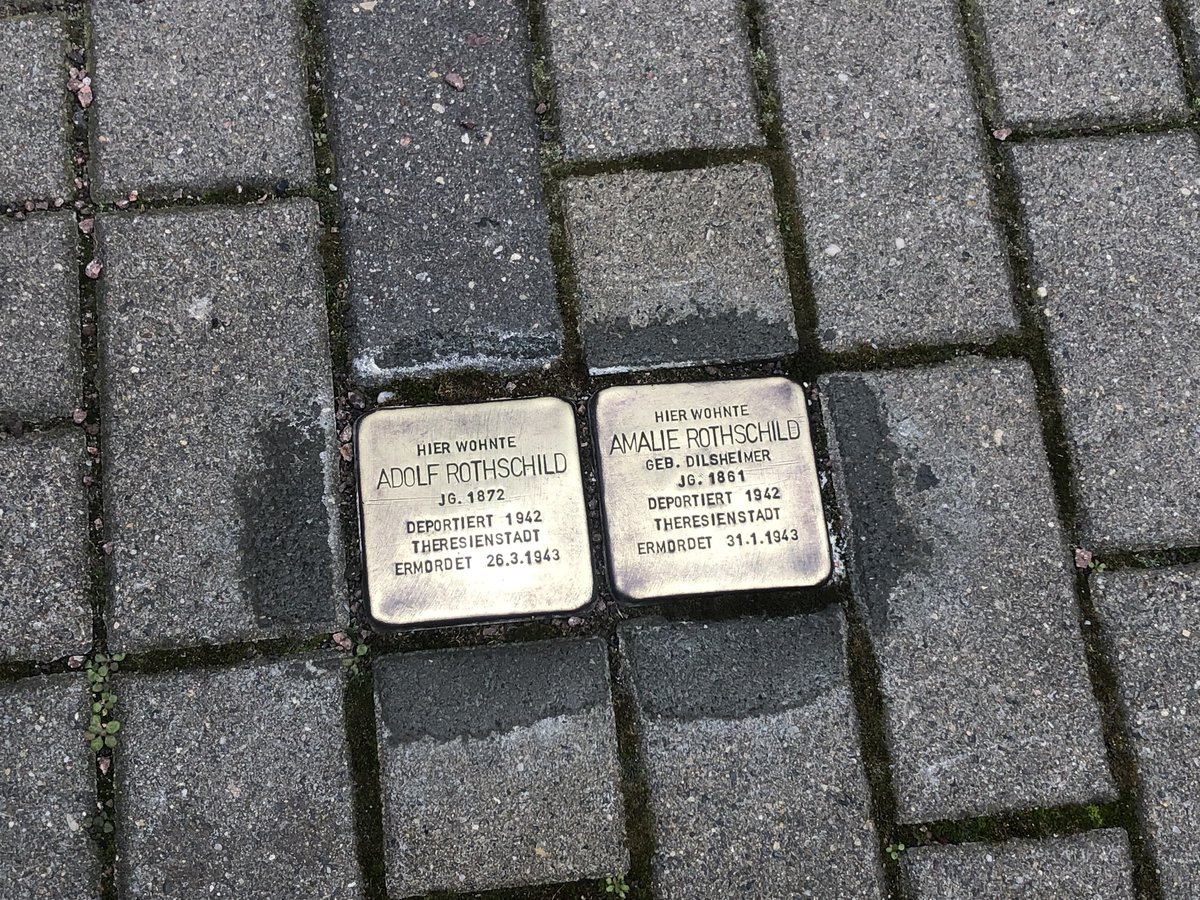 HIER WOHNTE
ADOLF ROTHSCHILD
JG. 1872
DEPORTIERT 1942
THERESIENSTADT
ERMORDET 26.3.1943
HIER WOHNTE
AMALIE ROTHSCHILD
GEB. DILSHEIMER
JG. 1861
DEPORTIERT 1942
THERESIENSTADT
ERMORDET 31.1.1943